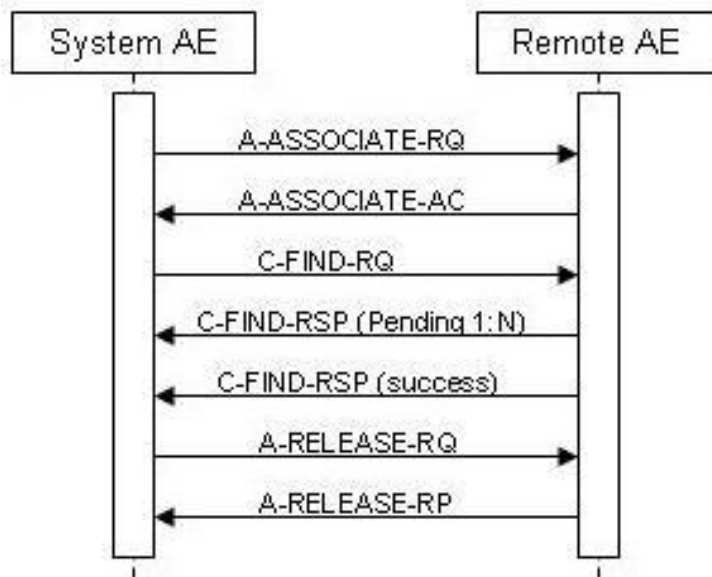 System AE
Remote AE
A-ASSOCIATE-RQ
A-ASSOCIATE-AC
C-FIND-RQ
C-FIND-RSP (Pending 1:N)
C-FIND-RSP (success)
A-RELEASE-RQ
A-RELEASE-RP